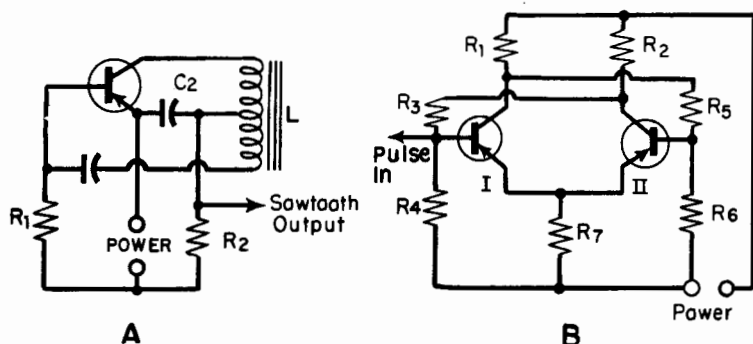 C2
L
R1
POWER
R2
Sawtooth
Output
A
R1
R2
R3
R5
Pulse
In
I
II
R4
R7
R6
Power
B